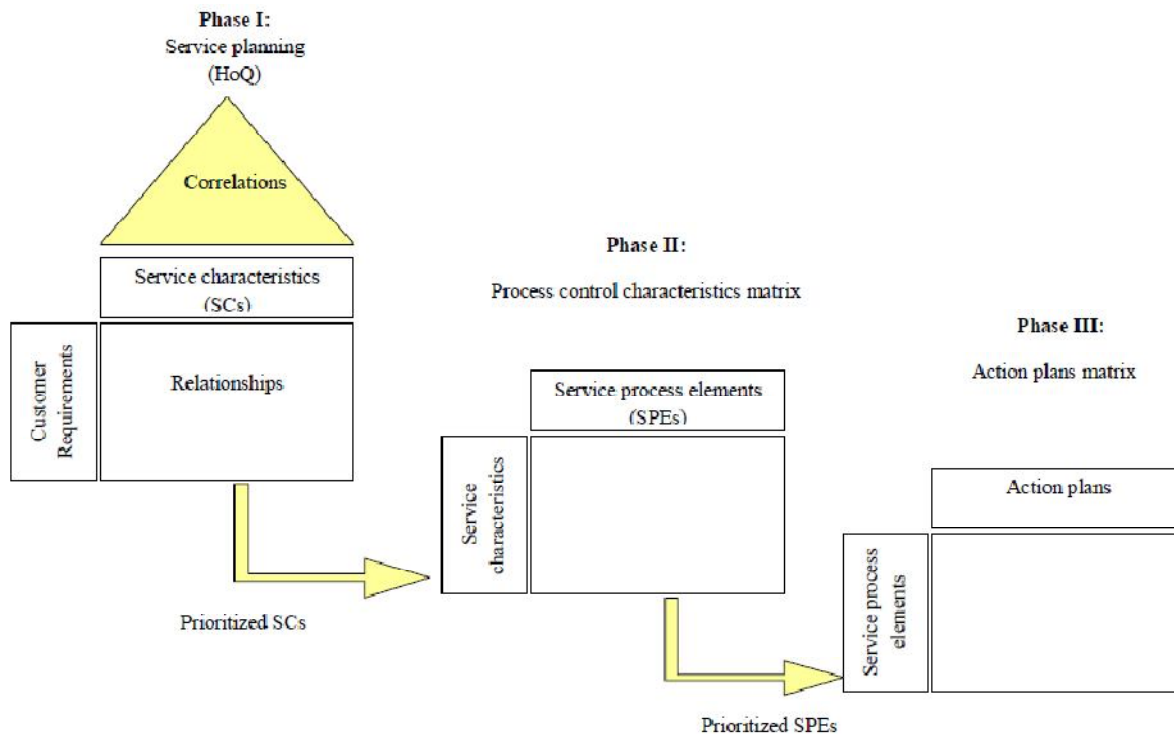 Phase I:
Service planning
(HoQ)
Correlations
Service characteristics
(SCs)
Customer
Requirements
Relationships
Prioritized SCs
Phase II:
Process control characteristics matrix
Service process elements
(SPEs)
Service
characteristics
Prioritized SPEs
Phase III:
Action plans matrix
Action plans
Service process
elements